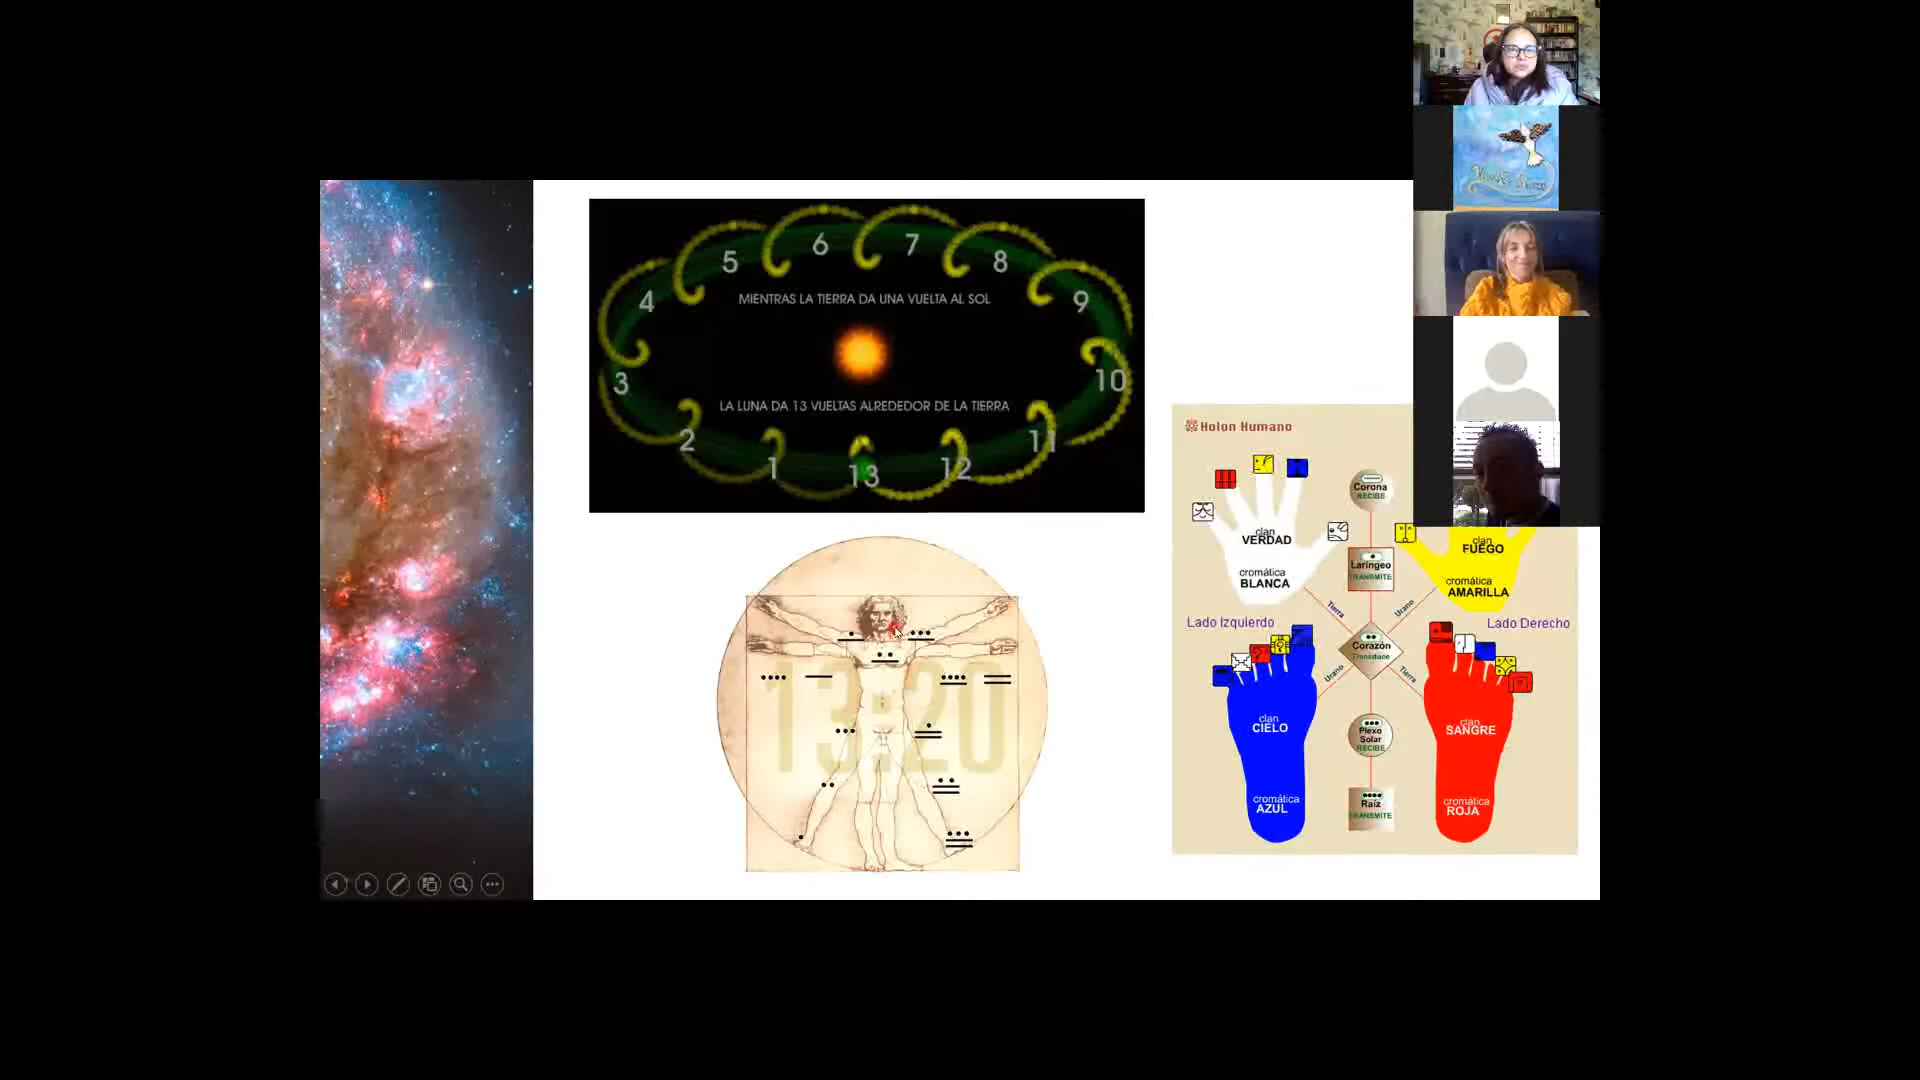 5
6
7
8
4
9
MIENTRAS LA TIERRA DA UNA VUELTA AL SOL
3
10
LA LUNA DA 13 VUELTAS ALREDEDOR DE LA TIERRA
2
1
13
12
11
13:20
Holon Humano
Corona
RECIBE
clan
VERDAD
cromática
BLANCA
Laríngeo
TRANSMITE
clan
FUEGO
cromática
AMARILLA
Tierra
Urano
Lado Izquierdo
Lado Derecho
Corazón
Transduce
Urano
Tierra
clan
CIELO
cromática
AZUL
Plexo
Solar
RECIBE
Raíz
TRANSMITE
clan
SANGRE
cromática
ROJA